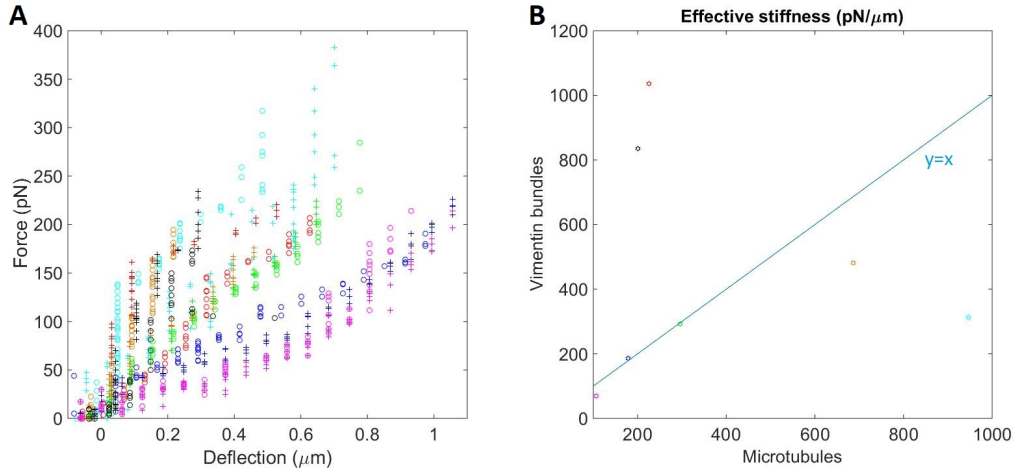 A
400
350
300
250
200
150
100
50
0
Force (pN)
0 0.2 0.4 0.6 0.8 1
Deflection (μm)
B
Effective stiffness (pN/μm)
1200
1000
800
600
400
200
0
Vimentin bundles
y=x
200 400 600 800 1000
Microtubules